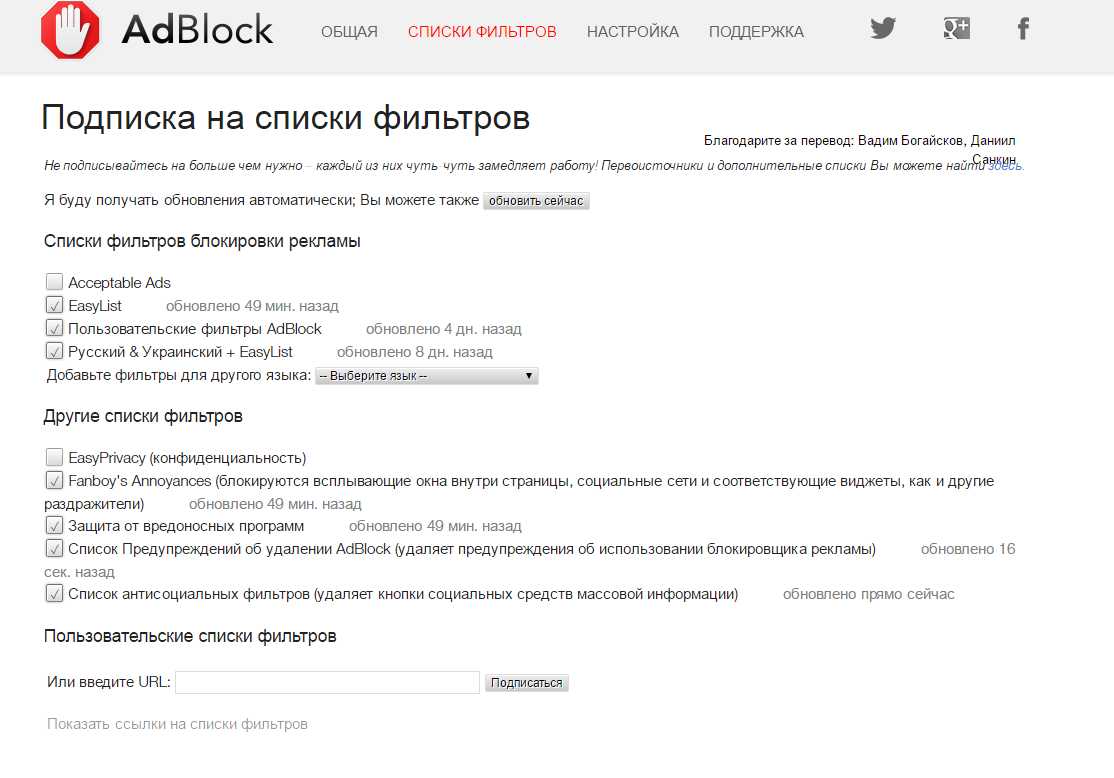 AdBlock ОБЩАЯ СПИСКИ ФИЛЬТРОВ НАСТРОЙКА ПОДДЕРЖКА
Подписка на списки фильтров
Благодарите за перевод: Вадим Богайсков, Даниил
Санкин
Не подписывайтесь на больше чем нужно – каждый из них чуть-чуть замедляет работу! Первоисточники и дополнительные списки Вы можете найти здесь.
Я буду получать обновления автоматически; Вы можете также обновить сейчас
Списки фильтров блокировки рекламы
Acceptable Ads
EasyList обновлено 49 мин. назад
Пользовательские фильтры AdBlock обновлено 4 дн. назад
Русский & Украинский + EasyList обновлено 8 дн. назад
Добавьте фильтры для другого языка: -- Выберите язык --
Другие списки фильтров
EasyPrivacy (конфиденциальность)
Fanboy's Annoyances (блокируются всплывающие окна внутри страницы, социальные сети и соответствующие виджеты, как и другие
раздражители) обновлено 49 мин. назад
Защита от вредоносных программ обновлено 49 мин. назад
Список Предупреждений об удалении AdBlock (удаляет предупреждения об использовании блокировщика рекламы) обновлено 16
сек. назад
Список антисоциальных фильтров (удаляет кнопки социальных средств массовой информации) обновлено прямо сейчас
Пользовательские списки фильтров
Или введите URL: Подписаться
Показать ссылки на списки фильтров